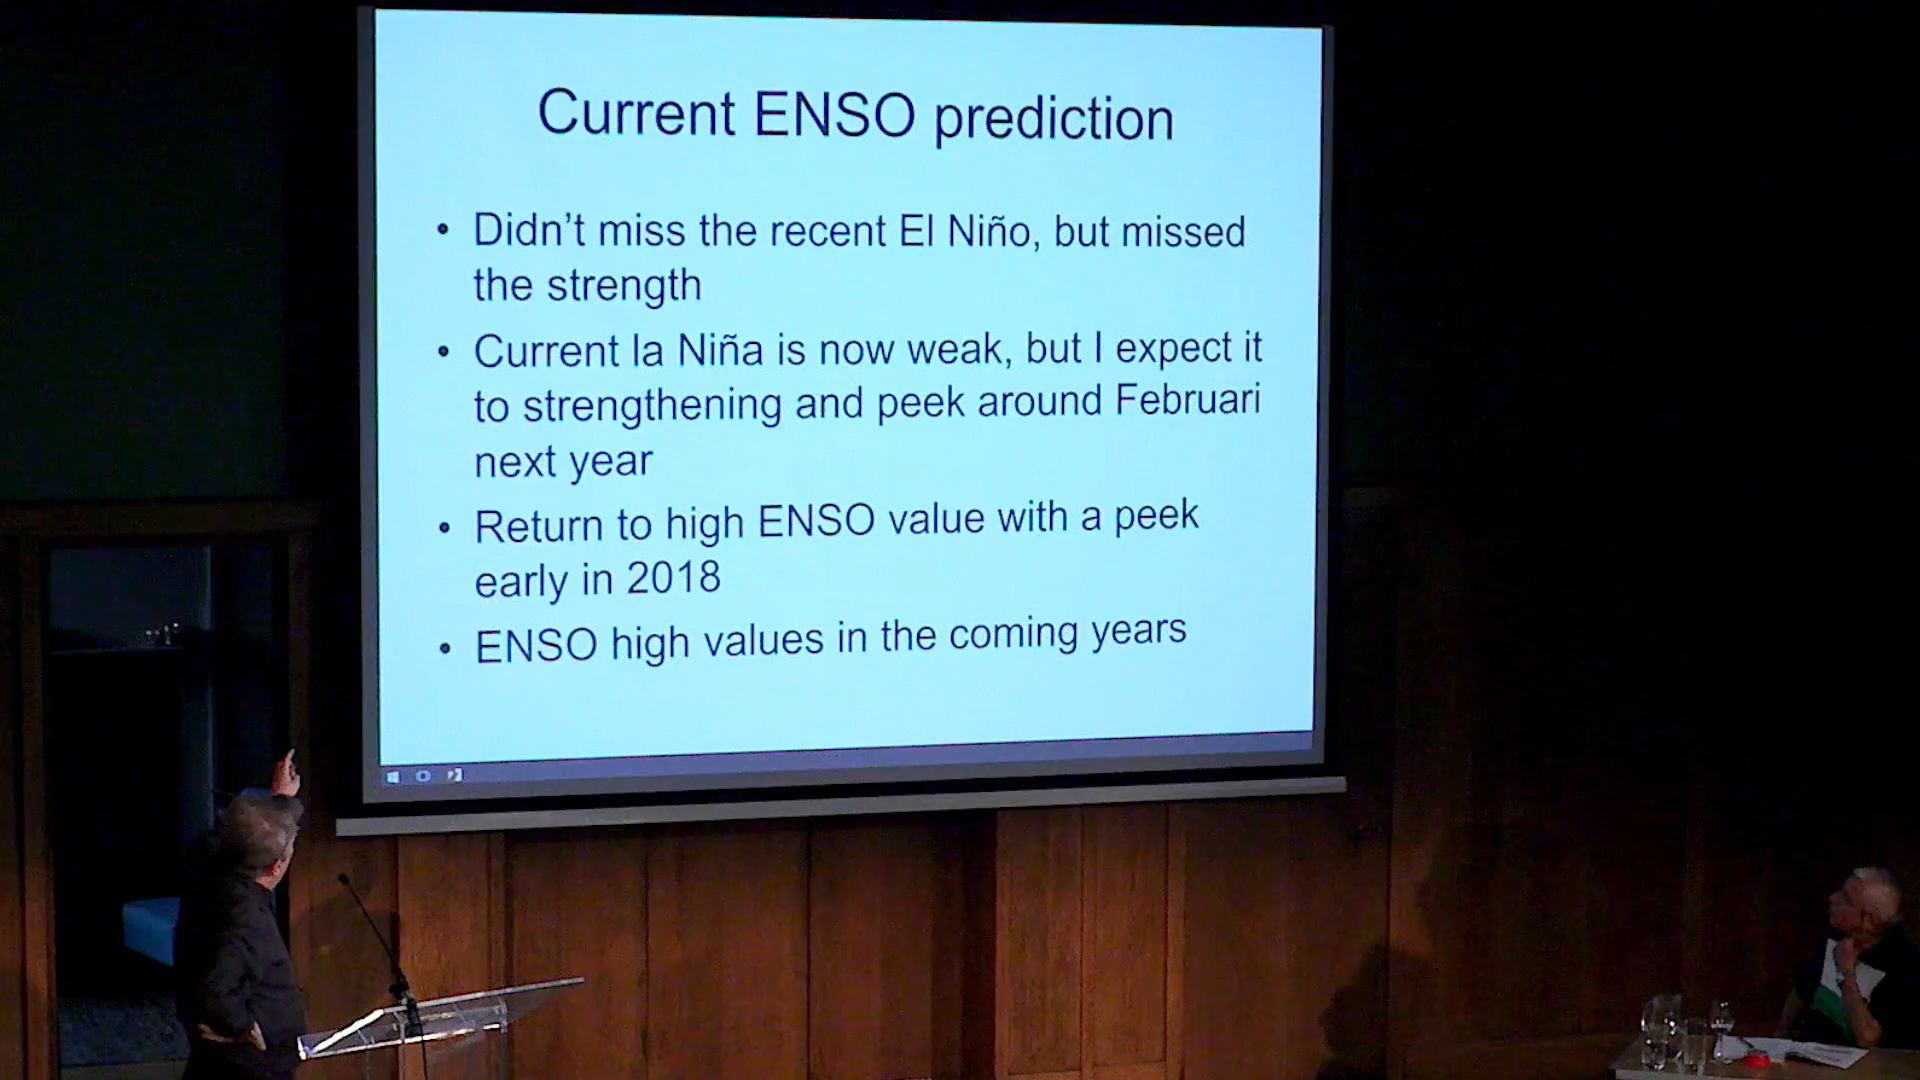 Current ENSO prediction
• Didn't miss the recent El Niño, but missed
the strength
• Current la Niña is now weak, but I expect it
to strengthening and peek around Februari
next year
• Return to high ENSO value with a peek
early in 2018
• ENSO high values in the coming years